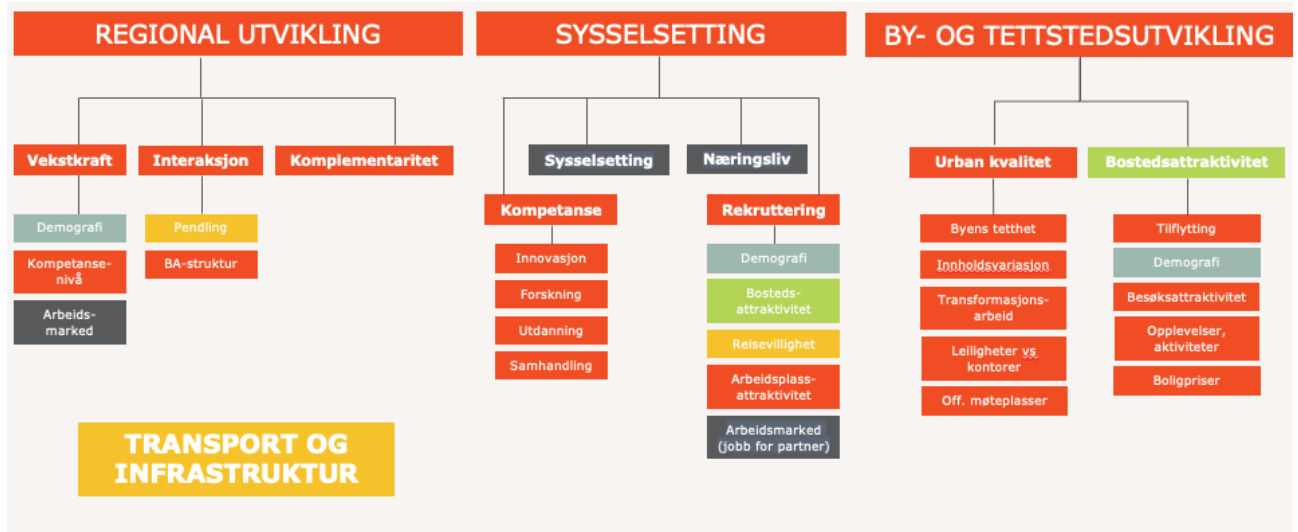 REGIONAL UTVIKLING
Vekstkraft
Demografi
Kompetanse-
nivå
Arbeids-
marked
Interaksjon
Pendling
BA-struktur
Komplementaritet
TRANSPORT OG
INFRASTRUKTUR
SYSSELSETTING
Sysselsetting
Næringsliv
Kompetanse
Innovasjon
Forskning
Utdanning
Samhandling
Rekruttering
Demografi
Bosteds-
attraktivitet
Reisevillighet
Arbeidsplass-
attraktivitet
Arbeidsmarked
(jobb for partner)
BY- OG TETTSTEDSUTVIKLING
Urban kvalitet
Byens tetthet
Innholdsvariasjon
Transformasjons-
arbeid
Leiligheter vs
kontorer
Off. møteplasser
Bostedsattraktivitet
Tilflytting
Demografi
Besøksattraktivitet
Opplevelser,
aktiviteter
Boligpriser